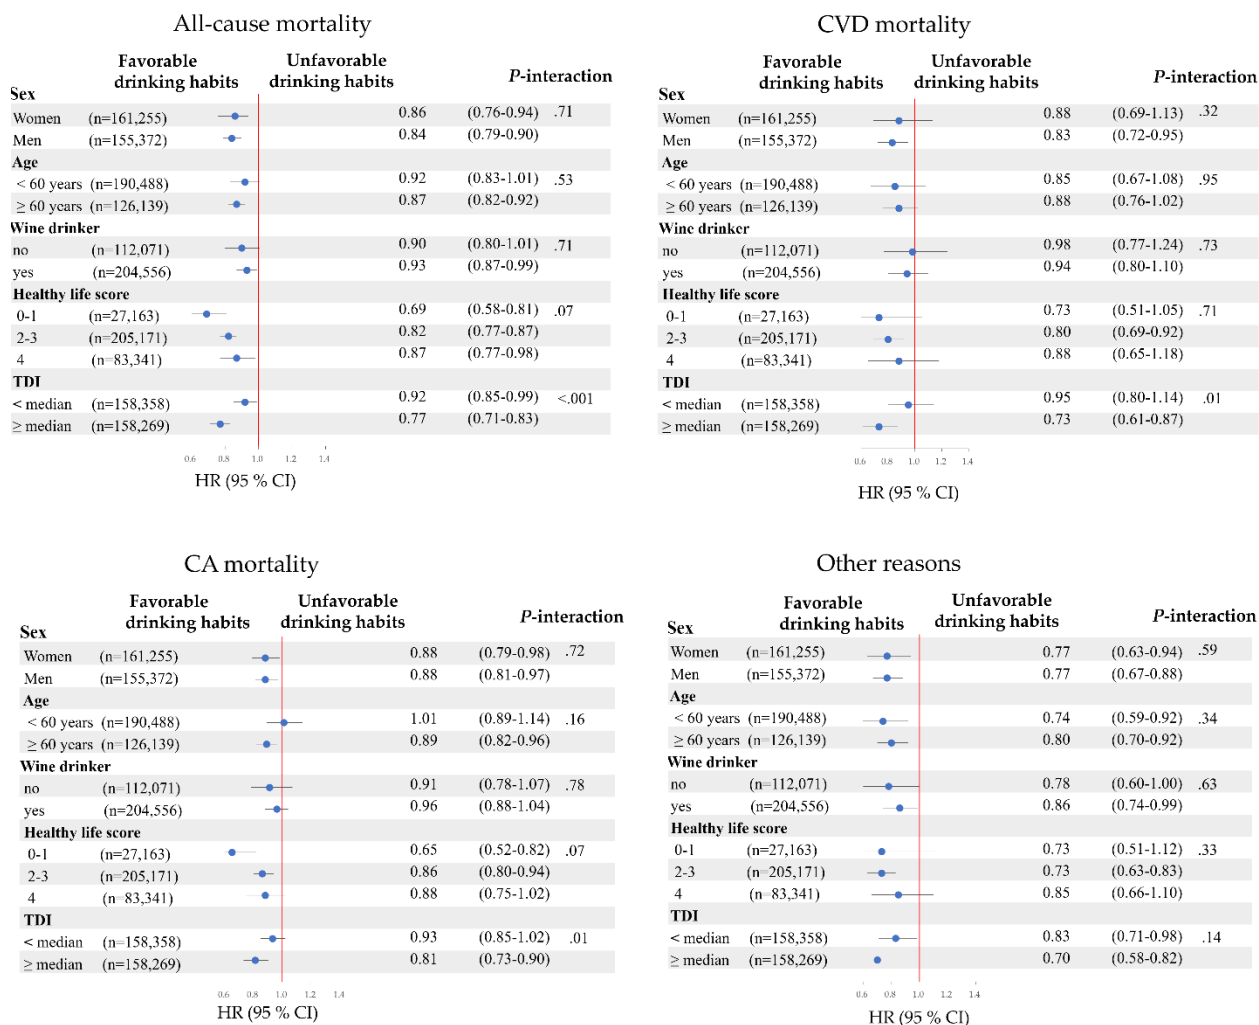 All-cause mortality
Favorable drinking habits Unfavorable drinking habits P-interaction
Sex
Women (n=161,255) 0.86 (0.76-0.94) .71
Men (n=155,372) 0.84 (0.79-0.90)
Age
< 60 years (n=190,488) 0.92 (0.83-1.01) .53
≥ 60 years (n=126,139) 0.87 (0.82-0.92)
Wine drinker
no (n=112,071) 0.90 (0.80-1.01) .71
yes (n=204,556) 0.93 (0.87-0.99)
Healthy life score
0-1 (n=27,163) 0.69 (0.58-0.81) .07
2-3 (n=205,171) 0.82 (0.77-0.87)
4 (n=83,341) 0.87 (0.77-0.98)
TDI
< median (n=158,358) 0.92 (0.85-0.99) <.001
≥ median (n=158,269) 0.77 (0.71-0.83)
0.6 0.8 1.0 1.2 1.4
HR (95 % CI)
CVD mortality
Favorable drinking habits Unfavorable drinking habits P-interaction
Sex
Women (n=161,255) 0.88 (0.69-1.13) .32
Men (n=155,372) 0.83 (0.72-0.95)
Age
< 60 years (n=190,488) 0.85 (0.67-1.08) .95
≥ 60 years (n=126,139) 0.88 (0.76-1.02)
Wine drinker
no (n=112,071) 0.98 (0.77-1.24) .73
yes (n=204,556) 0.94 (0.80-1.10)
Healthy life score
0-1 (n=27,163) 0.73 (0.51-1.05) .71
2-3 (n=205,171) 0.80 (0.69-0.92)
4 (n=83,341) 0.88 (0.65-1.18)
TDI
< median (n=158,358) 0.95 (0.80-1.14) .01
≥ median (n=158,269) 0.73 (0.61-0.87)
0.6 0.8 1.0 1.2 1.4
HR (95 % CI)
CA mortality
Favorable drinking habits Unfavorable drinking habits P-interaction
Sex
Women (n=161,255) 0.88 (0.79-0.98) .72
Men (n=155,372) 0.88 (0.81-0.97)
Age
< 60 years (n=190,488) 1.01 (0.89-1.14) .16
≥ 60 years (n=126,139) 0.89 (0.82-0.96)
Wine drinker
no (n=112,071) 0.91 (0.78-1.07) .78
yes (n=204,556) 0.96 (0.88-1.04)
Healthy life score
0-1 (n=27,163) 0.65 (0.52-0.82) .07
2-3 (n=205,171) 0.86 (0.80-0.94)
4 (n=83,341) 0.88 (0.75-1.02)
TDI
< median (n=158,358) 0.93 (0.85-1.02) .01
≥ median (n=158,269) 0.81 (0.73-0.90)
0.6 0.8 1.0 1.2 1.4
HR (95 % CI)
Other reasons
Favorable drinking habits Unfavorable drinking habits P-interaction
Sex
Women (n=161,255) 0.77 (0.63-0.94) .59
Men (n=155,372) 0.77 (0.67-0.88)
Age
< 60 years (n=190,488) 0.74 (0.59-0.92) .34
≥ 60 years (n=126,139) 0.80 (0.70-0.92)
Wine drinker
no (n=112,071) 0.78 (0.60-1.00) .63
yes (n=204,556) 0.86 (0.74-0.99)
Healthy life score
0-1 (n=27,163) 0.73 (0.51-1.12) .33
2-3 (n=205,171) 0.73 (0.63-0.83)
4 (n=83,341) 0.85 (0.66-1.10)
TDI
< median (n=158,358) 0.83 (0.71-0.98) .14
≥ median (n=158,269) 0.70 (0.58-0.82)
0.6 0.8 1.0 1.2 1.4
HR (95 % CI)